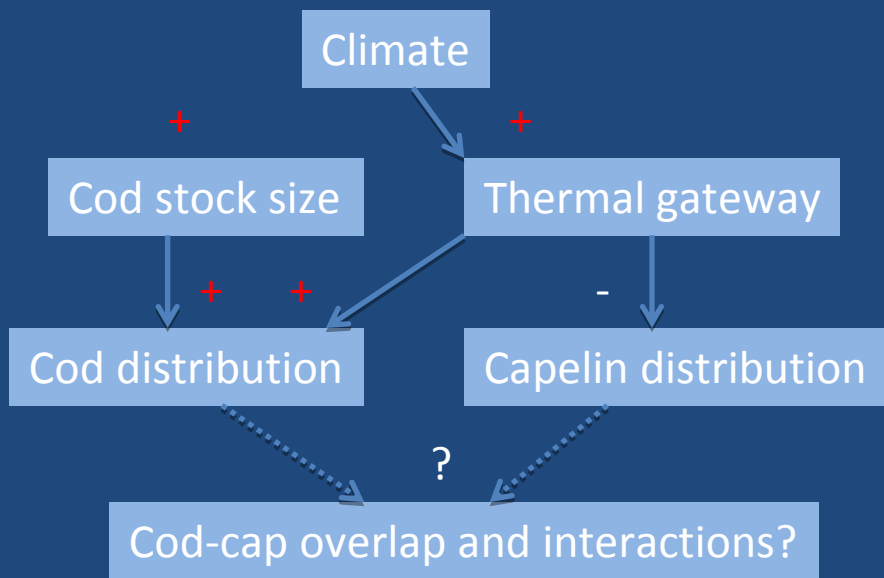 Climate
+ +
Cod stock size Thermal gateway
+ + -
Cod distribution Capelin distribution
?
Cod-cap overlap and interactions?